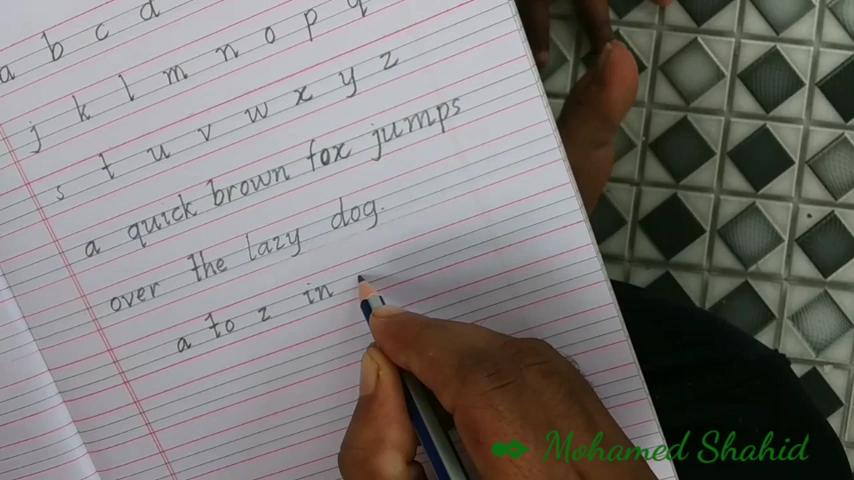 a b c d
j k l m n o p q
s t u v w x y z
a quick brown fox jumps
over the lazy dog.
a to z in
Mohamed Shahid